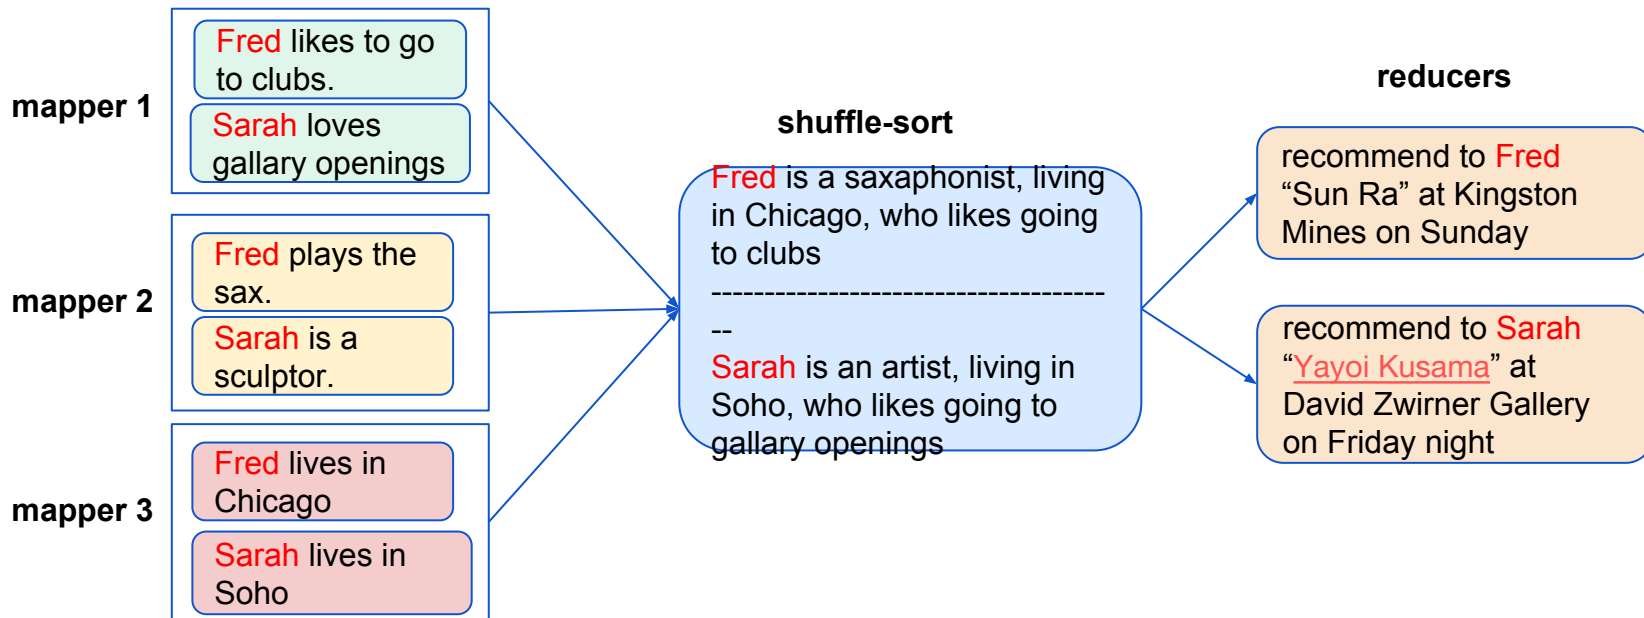 mapper 1
Fred likes to go
to clubs.
Sarah loves
gallary openings
mapper 2
Fred plays the
sax.
Sarah is a
sculptor.
mapper 3
Fred lives in
Chicago
Sarah lives in
Soho
shuffle-sort
Fred is a saxaphonist, living
in Chicago, who likes going
to clubs
-------------------------------------
--
Sarah is an artist, living in
Soho, who likes going to
gallary openings
reducers
recommend to Fred
“Sun Ra” at Kingston
Mines on Sunday
recommend to Sarah
“Yayoi Kusama” at
David Zwirner Gallery
on Friday night